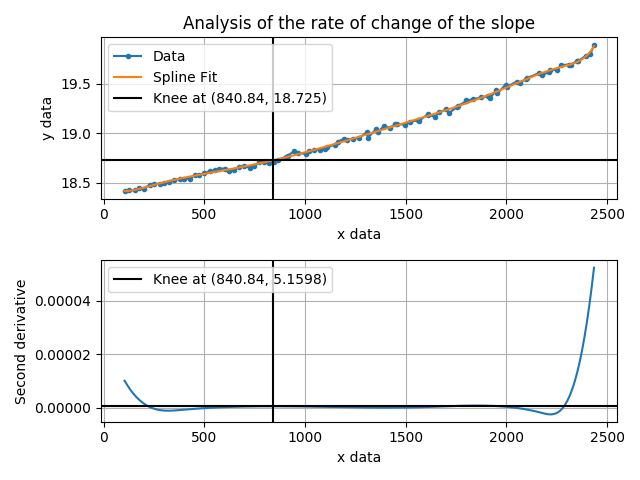 Analysis of the rate of change of the slope
Data
Spline Fit
Knee at (840.84, 18.725)
y data
19.5
19.0
18.5
0 500 1000 1500 2000 2500
x data
Knee at (840.84, 5.1598)
Second derivative
0.00004
0.00002
0.00000
0 500 1000 1500 2000 2500
x data